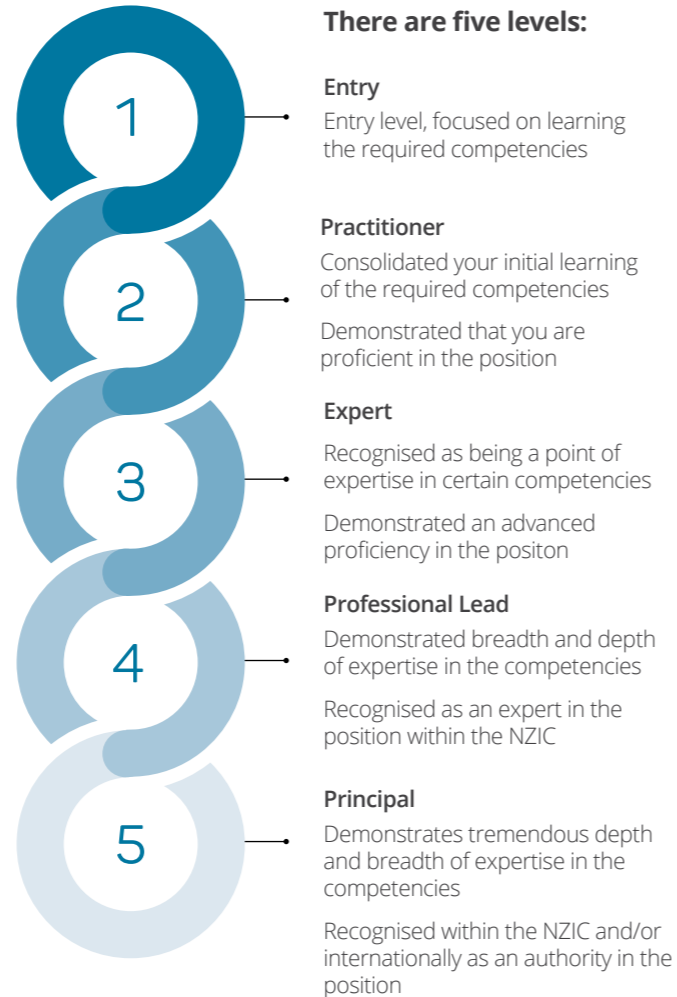 There are five levels:
1
Entry
Entry level, focused on learning
the required competencies
2
Practitioner
Consolidated your initial learning
of the required competencies
Demonstrated that you are
proficient in the position
3
Expert
Recognised as being a point of
expertise in certain competencies
Demonstrated an advanced
proficiency in the positon
4
Professional Lead
Demonstrated breadth and depth
of expertise in the competencies
Recognised as an expert in the
position within the NZIC
5
Principal
Demonstrates tremendous depth
and breadth of expertise in the
competencies
Recognised within the NZIC and/or
internationally as an authority in the
position